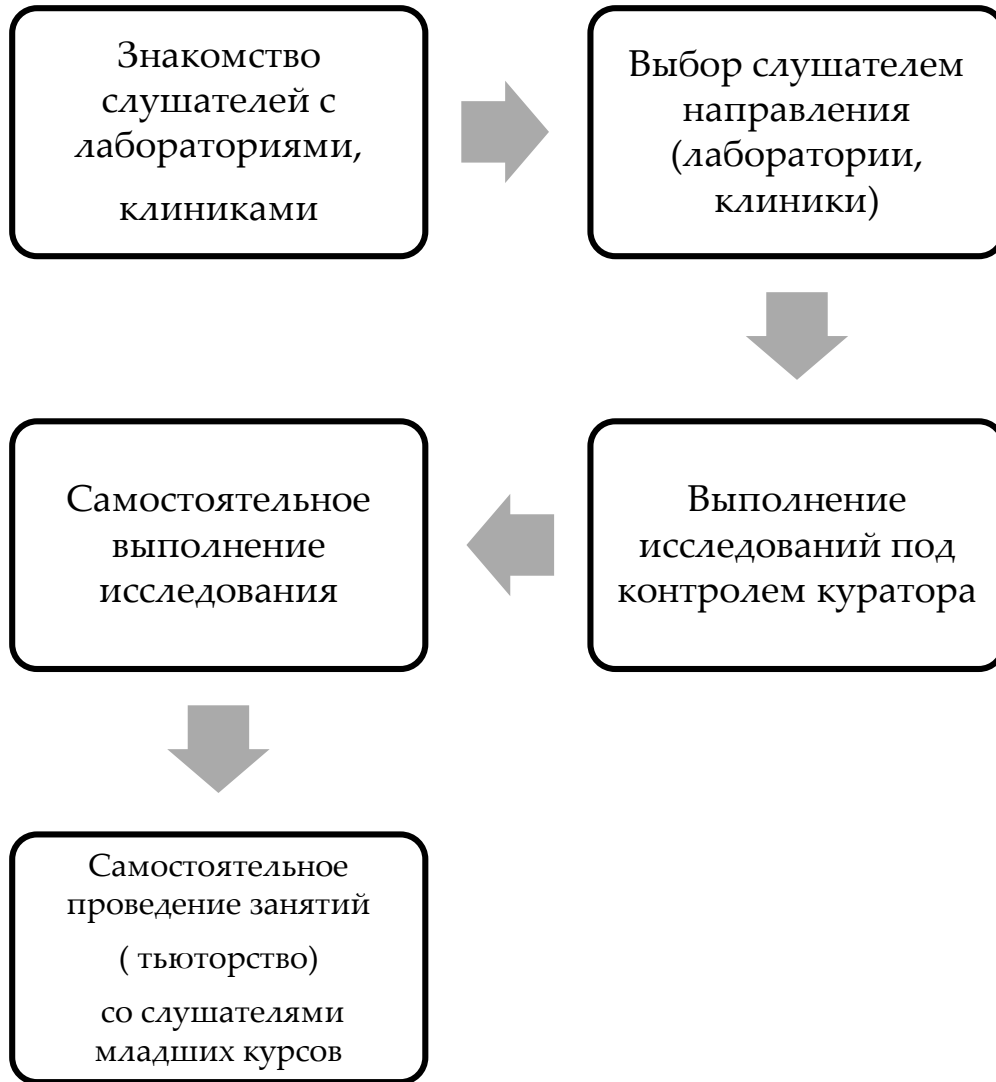 Знакомство
слушателей с
лабораториями,
клиниками
Выбор слушателем
направления
(лаборатории,
клиники)
Выполнение
исследований под
контролем куратора
Самостоятельное
выполнение
исследования
Самостоятельное
проведение занятий
( тьюторство)
со слушателями
младших курсов